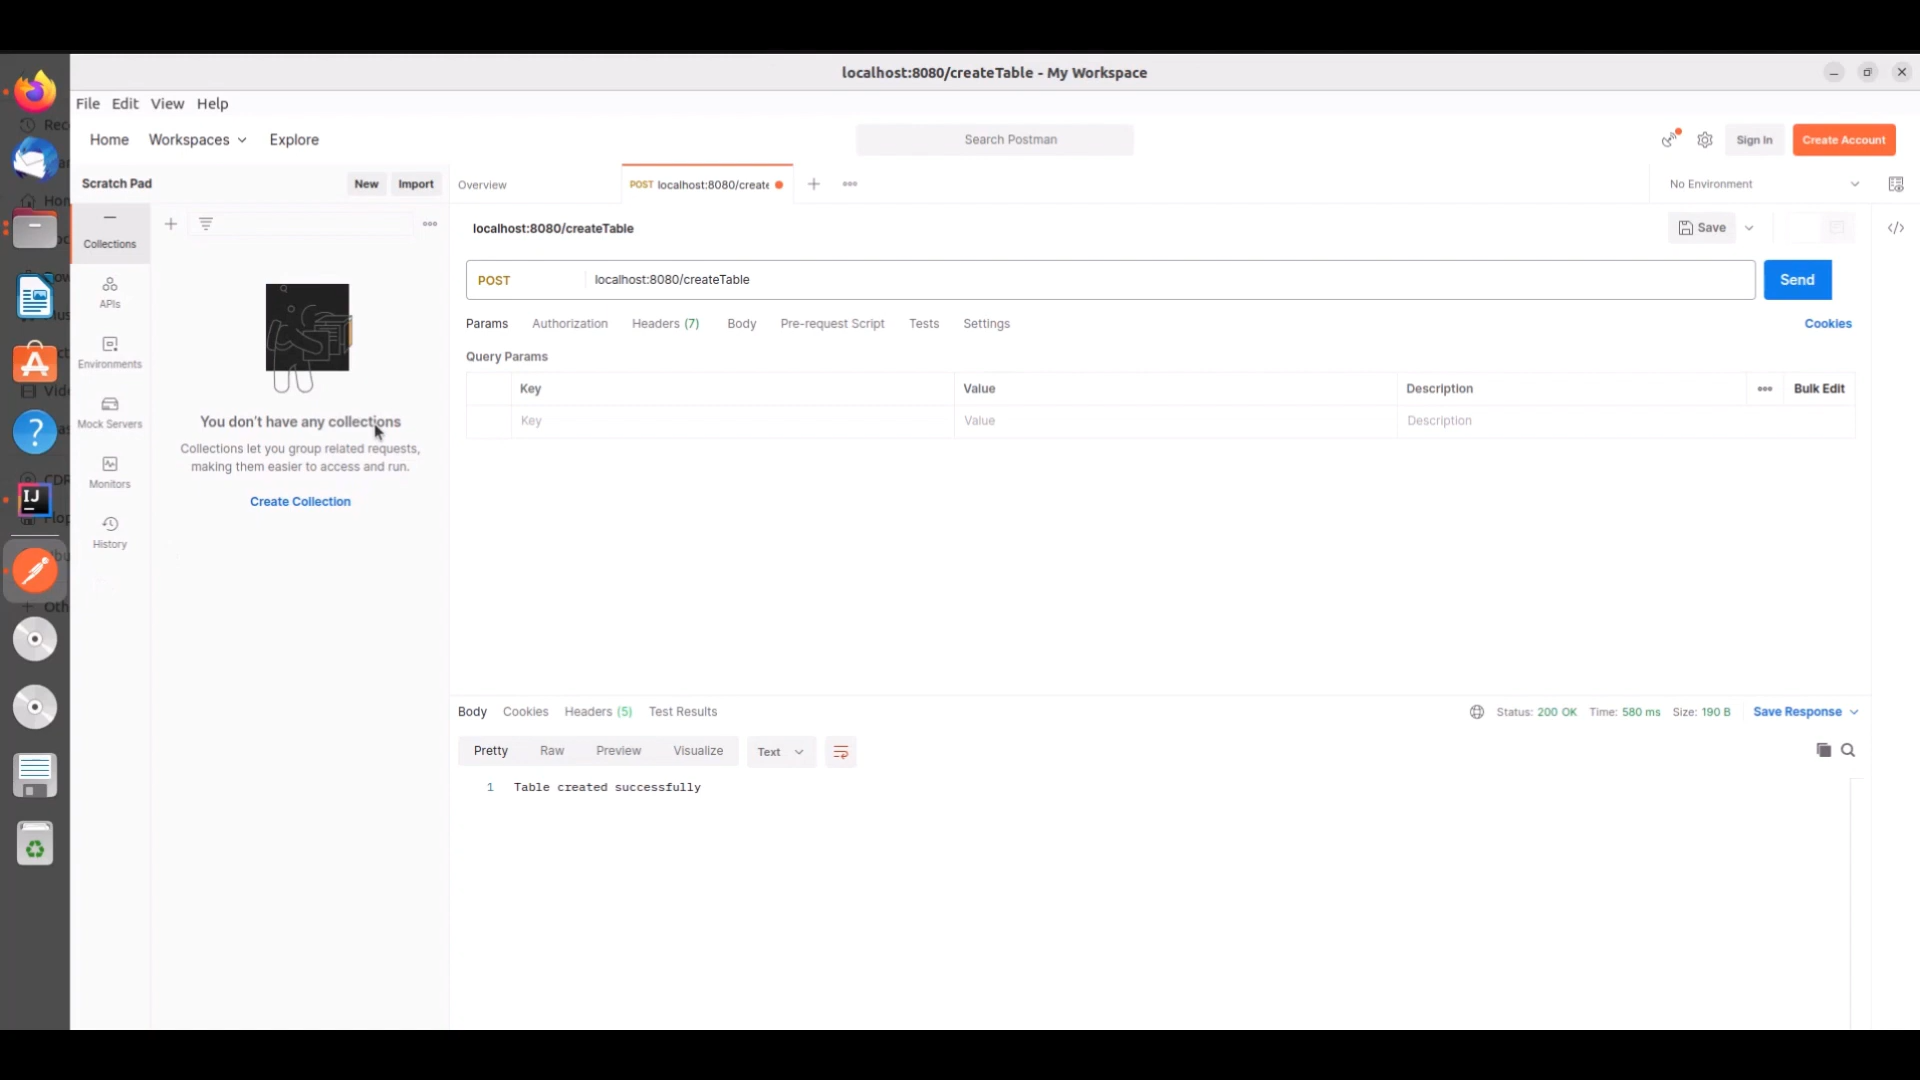 localhost:8080/createTable - My Workspace
File Edit View Help
Home Workspaces Explore
Search Postman
Sign In Create Account
Scratch Pad New Import
Overview
POST localhost:8080/create
No Environment
Collections
localhost:8080/createTable
Save
</>
POST localhost:8080/createTable
Send
APIs
Params Authorization Headers (7) Body Pre-request Script Tests Settings
Cookies
Environments
Query Params
Key Value Description Bulk Edit
Key Value Description
Mock Servers
You don't have any collections
Collections let you group related requests,
making them easier to access and run.
Create Collection
Monitors
History
IJ
Body Cookies Headers (5) Test Results
Status: 200 OK Time: 580 ms Size: 190 B Save Response
Pretty Raw Preview Visualize Text
1 Table created successfully